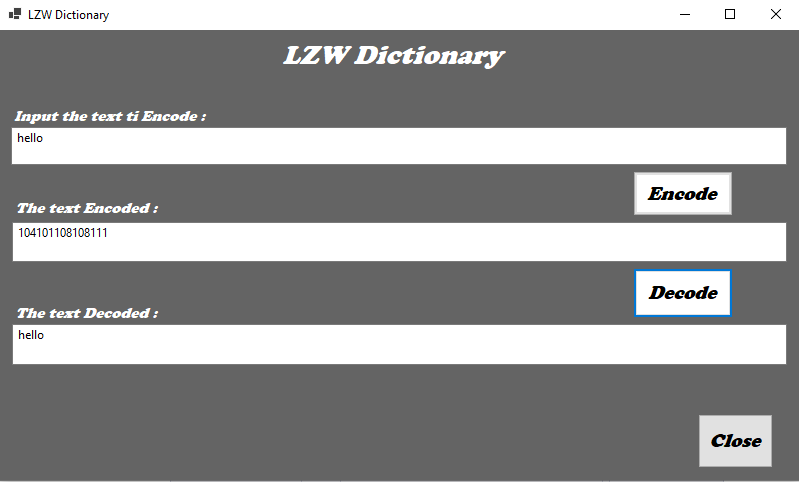 LZW Dictionary
LZW Dictionary
Input the text ti Encode :
hello
Encode
The text Encoded :
104101108108111
Decode
The text Decoded :
hello
Close